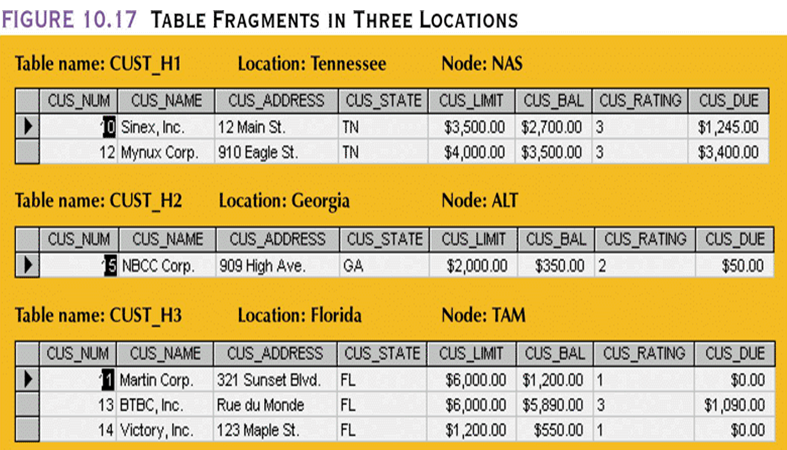 FIGURE 10.17 TABLE FRAGMENTS IN THREE LOCATIONS
Table name: CUST_H1 Location: Tennessee Node: NAS
CUS_NUM CUS_NAME CUS_ADDRESS CUS_STATE CUS_LIMIT CUS_BAL CUS_RATING CUS_DUE
10 Sinex, Inc. 12 Main St. TN $3,500.00 $2,700.00 3 $1,245.00
12 Mynux Corp. 910 Eagle St. TN $4,000.00 $3,500.00 3 $3,400.00
Table name: CUST_H2 Location: Georgia Node: ALT
CUS_NUM CUS_NAME CUS_ADDRESS CUS_STATE CUS_LIMIT CUS_BAL CUS_RATING CUS_DUE
15 NBCC Corp. 909 High Ave. GA $2,000.00 $350.00 2 $50.00
Table name: CUST_H3 Location: Florida Node: TAM
CUS_NUM CUS_NAME CUS_ADDRESS CUS_STATE CUS_LIMIT CUS_BAL CUS_RATING CUS_DUE
11 Martin Corp. 321 Sunset Blvd. FL $6,000.00 $1,200.00 1 $0.00
13 BTBC, Inc. Rue du Monde FL $6,000.00 $5,890.00 3 $1,090.00
14 Victory, Inc. 123 Maple St. FL $1,200.00 $550.00 1 $0.00